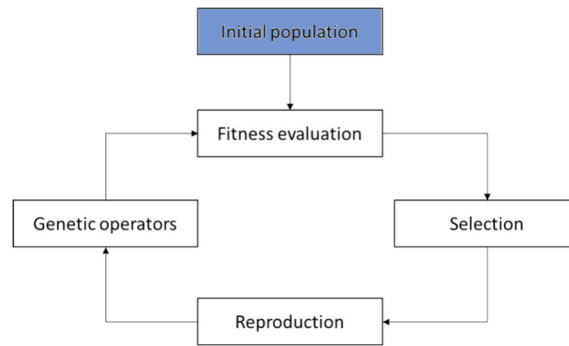 Initial population
Fitness evaluation
Genetic operators
Selection
Reproduction